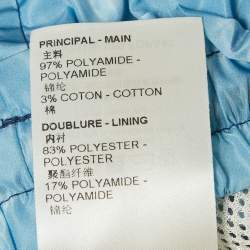 PRINCIPAL - MAIN
主料
97% POLYAMIDE -
POLYAMIDE
锦纶
3% COTON - COTTON
棉
DOUBLURE - LINING
内衬
83% POLYESTER -
POLYESTER
聚酯纤维
17% POLYAMIDE -
POLYAMIDE
锦纶